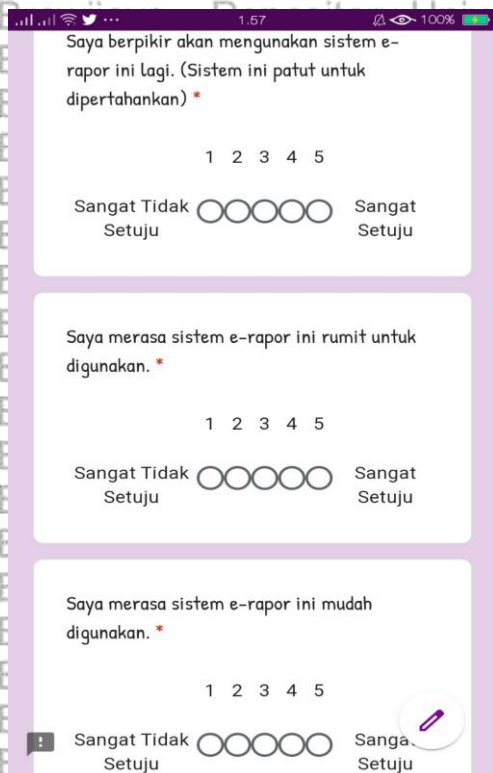 1.57
100%
Saya berpikir akan mengunakan sistem e-
rapor ini lagi. (Sistem ini patut untuk
dipertahankan) *
1 2 3 4 5
Sangat Tidak
Setuju
Sangat
Setuju
Saya merasa sistem e-rapor ini rumit untuk
digunakan. *
1 2 3 4 5
Sangat Tidak
Setuju
Sangat
Setuju
Saya merasa sistem e-rapor ini mudah
digunakan. *
1 2 3 4 5
Sangat Tidak
Setuju
Setuju